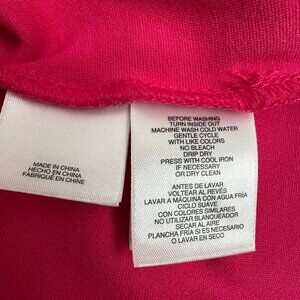 MADE IN CHINA
HECHO EN CHINA
FABRIQUÉ EN CHINE
BEFORE WASHING
TURN INSIDE OUT
MACHINE WASH COLD WATER
GENTLE CYCLE
WITH LIKE COLORS
NO BLEACH
DRIP DRY
PRESS WITH COOL IRON
IF NECESSARY
OR DRY CLEAN
ANTES DE LAVAR
VOLTEAR AL REVÉS
LAVAR A MÁQUINA CON AGUA FRÍA
CICLO SUAVE
CON COLORES SIMILARES
NO UTILIZAR BLANQUEADOR
SECAR AL AIRE
PLANCHA FRÍA SI ES NECESARIO
O LAVADO EN SECO